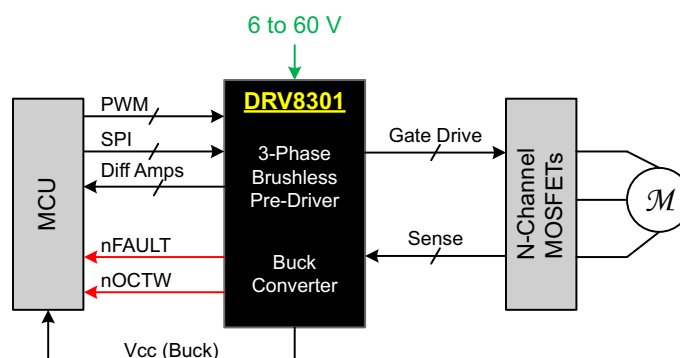 6 to 60 V
DRV8301
PWM
SPI
Diff Amps
3-Phase
Brushless
Pre-Driver
Gate Drive
MCU
N-Channel
MOSFETs
M
nFAULT
nOCTW
Buck
Converter
Sense
Vcc (Buck)